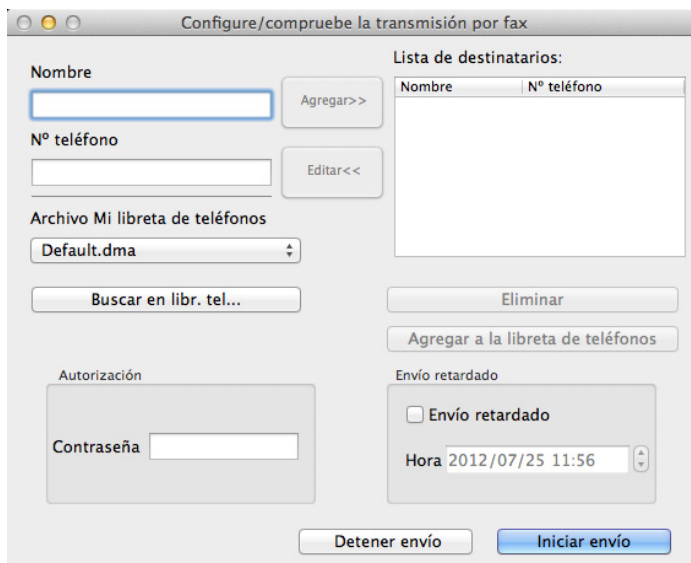 Configure/compruebe la transmisión por fax
Nombre
Agregar>>
Nº teléfono
Editar<<
Archivo Mi libreta de teléfonos
Default.dma
Buscar en libr. tel...
Lista de destinatarios:
Nombre Nº teléfono
Eliminar
Agregar a la libreta de teléfonos
Autorización
Contraseña
Envío retardado
Envío retardado
Hora 2012/07/25 11:56
Detener envío
Iniciar envío